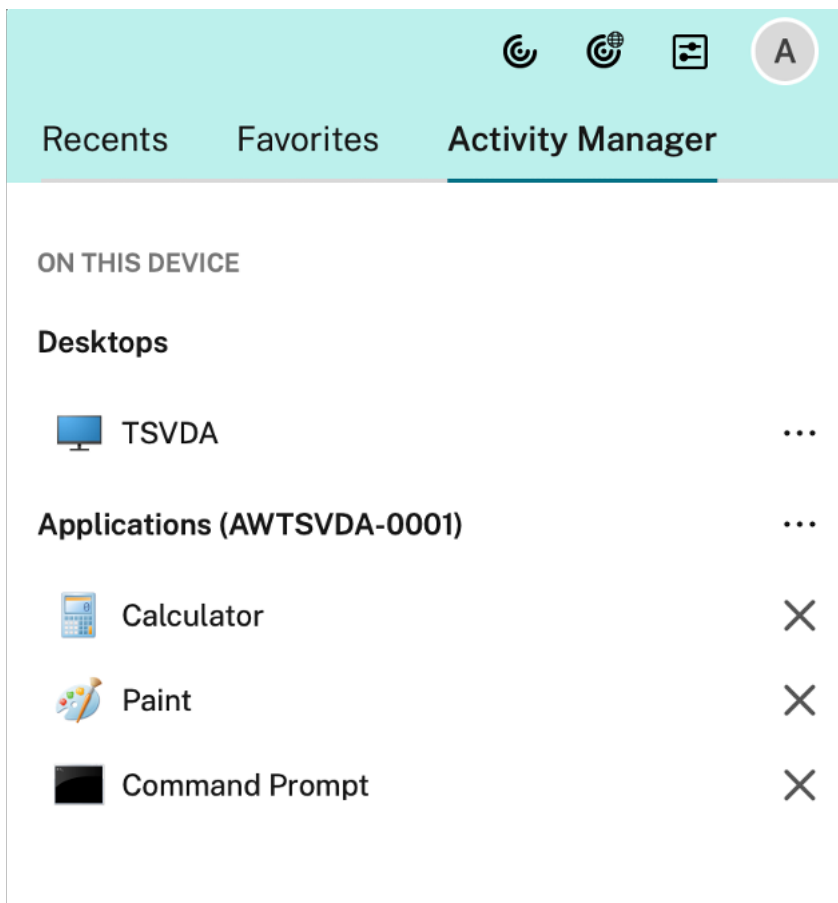 A
Recents Favorites Activity Manager
ON THIS DEVICE
Desktops
TSVDA ...
Applications (AWTSVDA-0001) ...
Calculator
Paint
Command Prompt